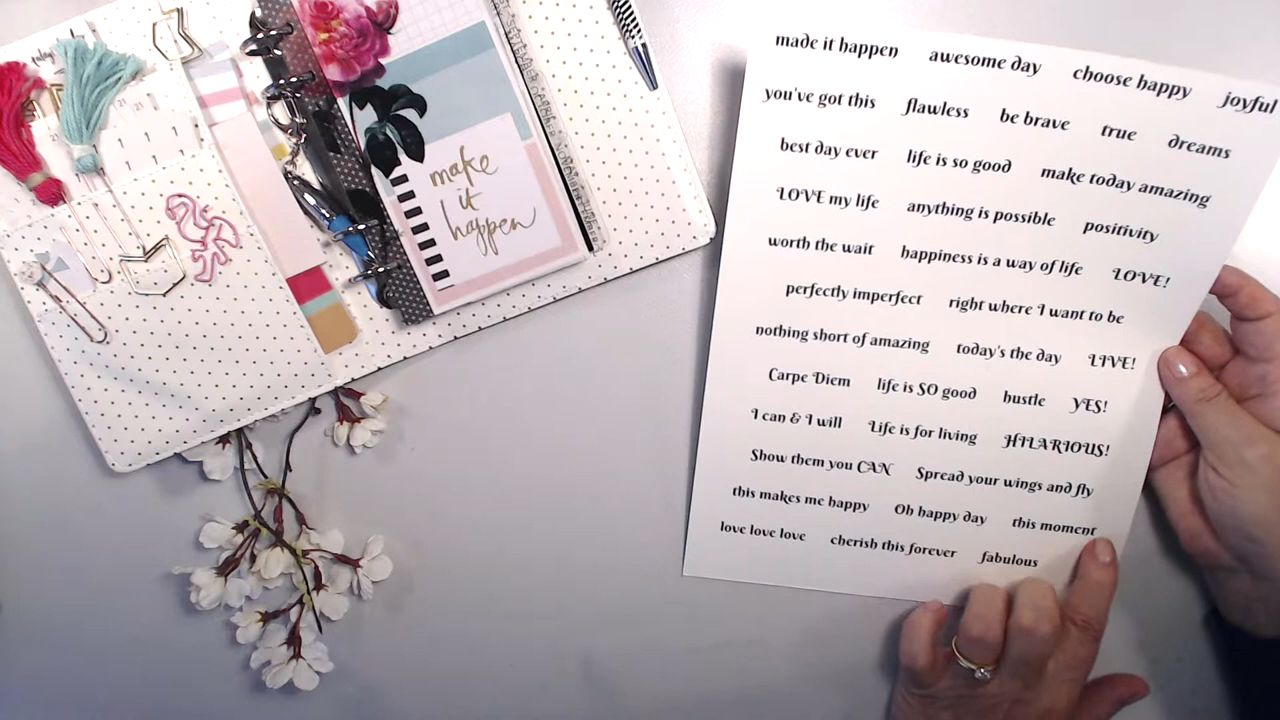 made it happen awesome day choose happy joyful
you've got this flawless be brave true dreams
best day ever life is so good make today amazing
LOVE my life anything is possible positivity
worth the wait happiness is a way of life LOVE!
perfectly imperfect right where I want to be
nothing short of amazing today's the day LIVE!
Carpe Diem life is SO good hustle YES!
I can & I will Life is for living HILARIOUS!
Show them you CAN Spread your wings and fly
this makes me happy Oh happy day this moment
love love love cherish this forever fabulous
make
it
happen